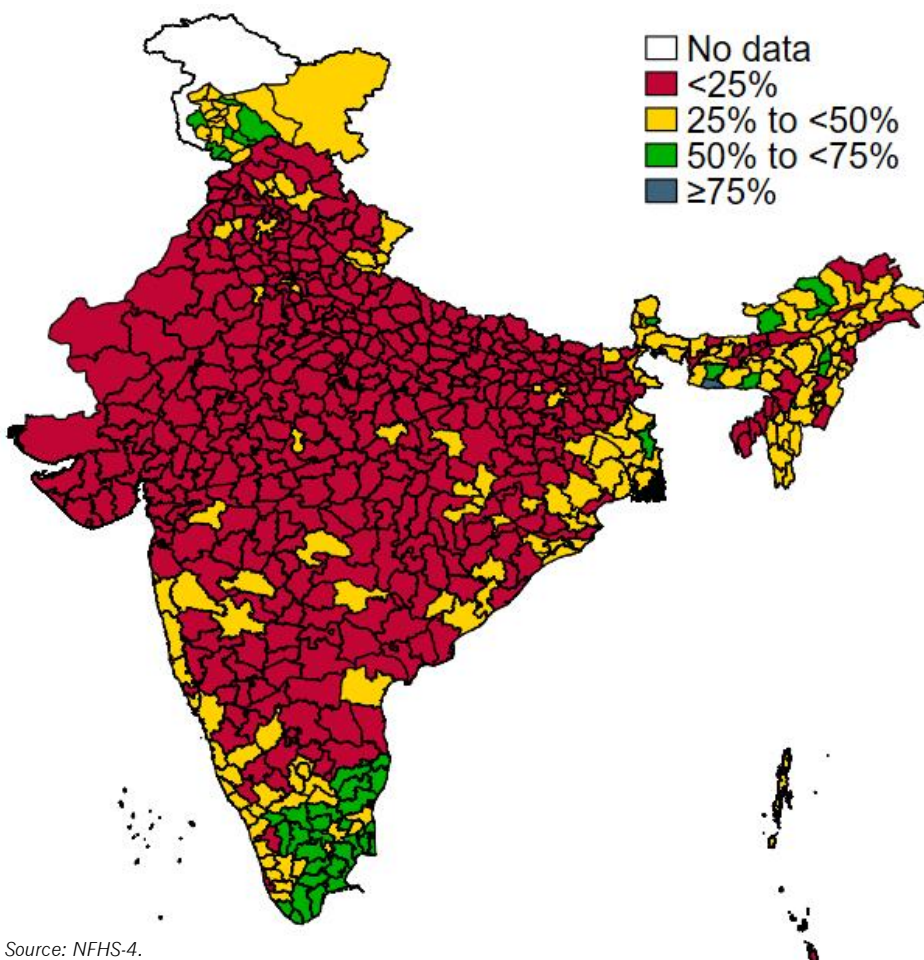 No data
<25%
25% to <50%
50% to <75%
≥75%
Source: NFHS-4.